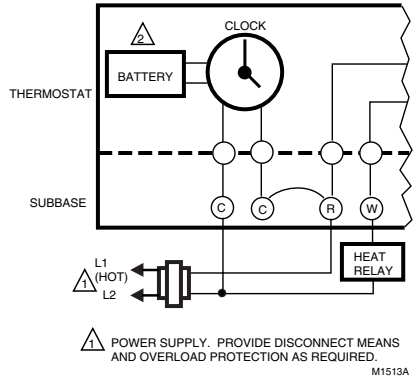 CLOCK
2
BATTERY
THERMOSTAT
SUBBASE
C
C
R
W
L1
(HOT)
1
L2
HEAT
RELAY
1 POWER SUPPLY. PROVIDE DISCONNECT MEANS
AND OVERLOAD PROTECTION AS REQUIRED.
M1513A